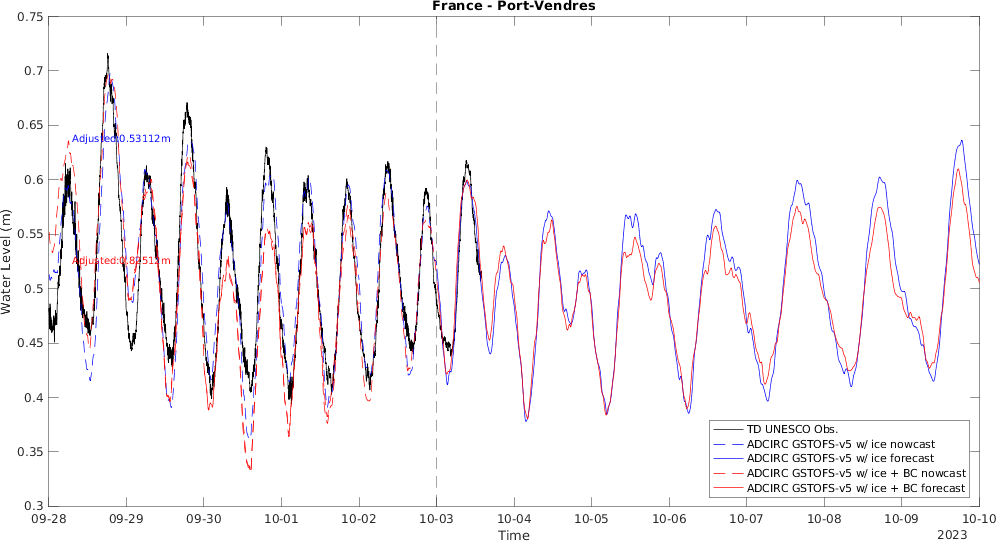 France - Port-Vendres
Water Level (m)
0.75
0.7
0.65
0.6
0.55
0.5
0.45
0.4
0.35
0.3
Adjusted:0.53112m
Adjusted:0.82512m
TD UNESCO Obs.
ADCIRC GSTOFS-v5 w/ ice nowcast
ADCIRC GSTOFS-v5 w/ ice forecast
ADCIRC GSTOFS-v5 w/ ice + BC nowcast
ADCIRC GSTOFS-v5 w/ ice + BC forecast
09-28 09-29 09-30 10-01 10-02 10-03 10-04 10-05 10-06 10-07 10-08 10-09 10-10
Time
2023